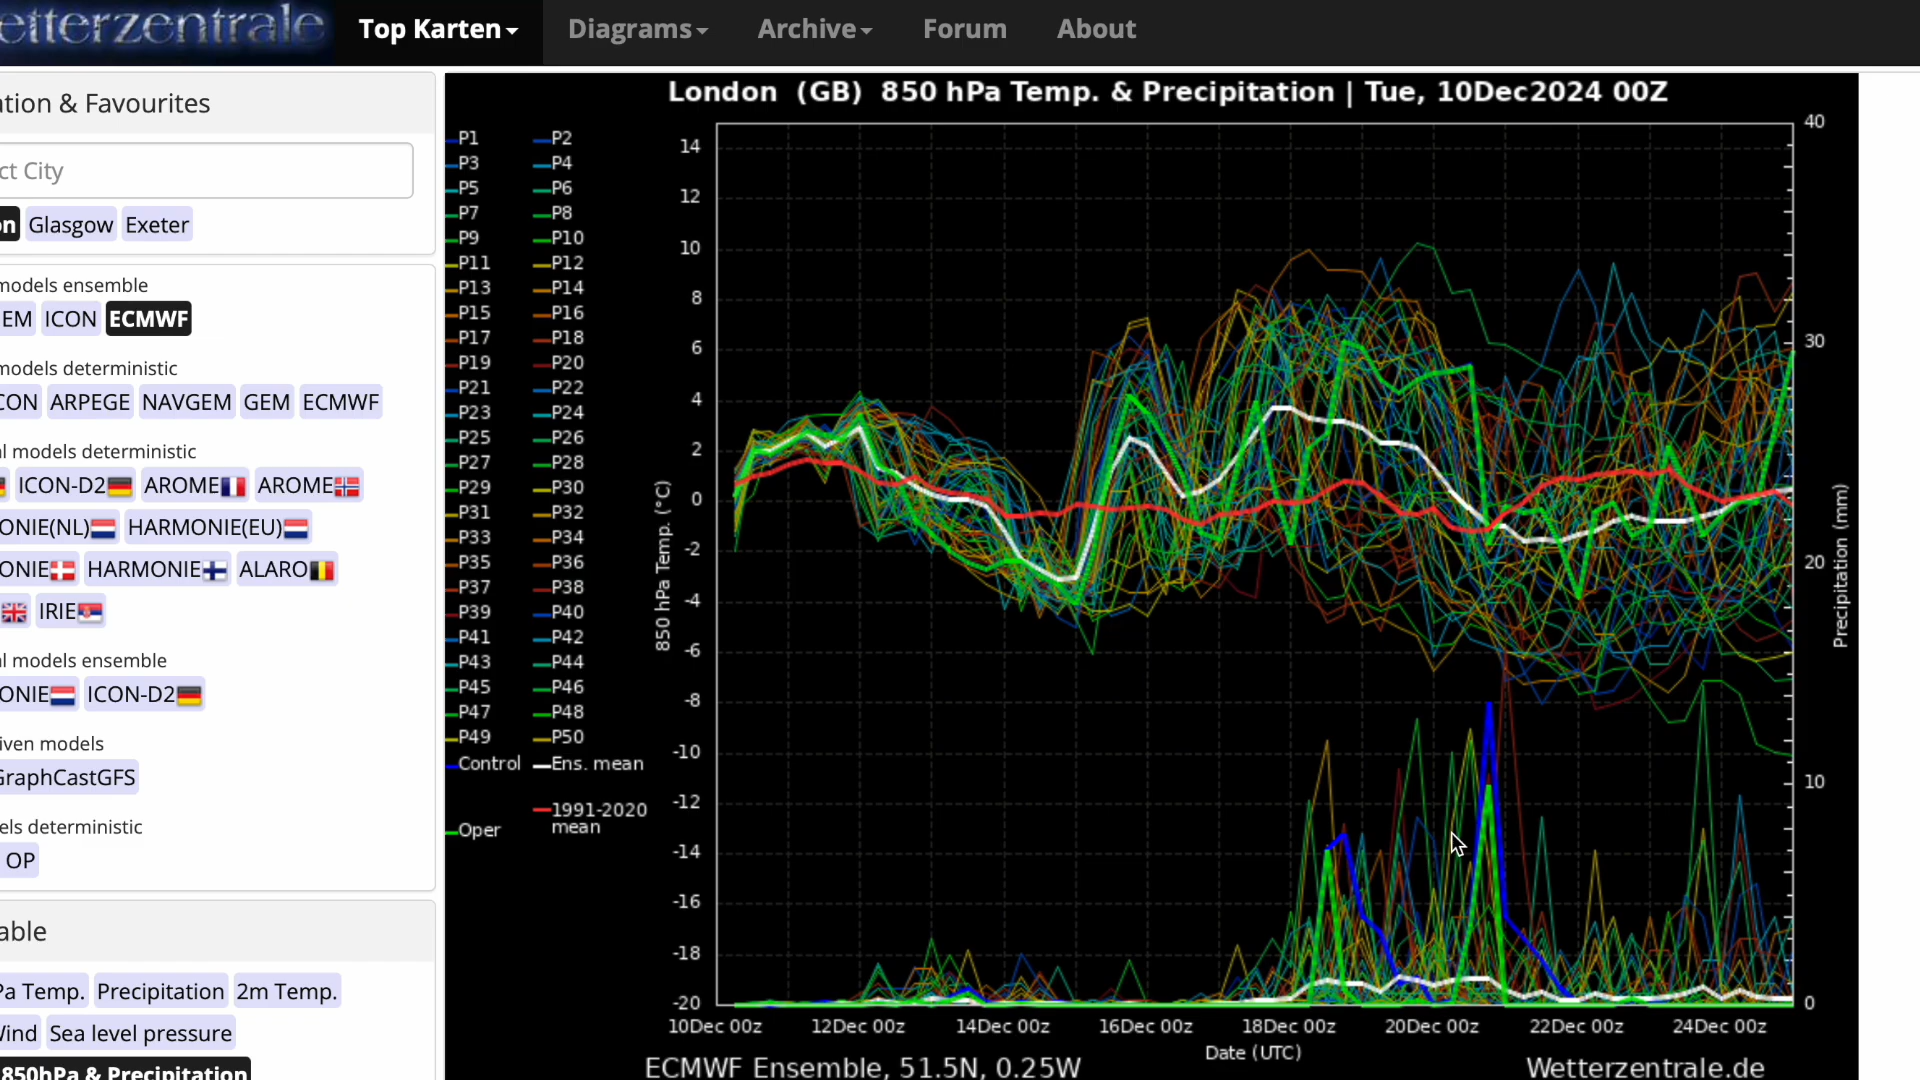 etterzentrale
Top Karten
Diagrams
Archive
Forum
About
ation & Favourites
ct City
on Glasgow Exeter
models ensemble
EM ICON ECMWF
models deterministic
CON ARPEGE NAVGEM GEM ECMWF
l models deterministic
ICON-D2 AROME AROME
ONIE(NL) HARMONIE(EU)
ONIE HARMONIE ALARO
IRIE
l models ensemble
ONIE ICON-D2
iven models
GraphCastGFS
els deterministic
OP
able
Pa Temp. Precipitation 2m Temp.
Wind Sea level pressure
850hPa & Precipitation
London (GB) 850 hPa Temp. & Precipitation | Tue, 10Dec2024 00Z
P1 P2
P3 P4
P5 P6
P7 P8
P9 P10
P11 P12
P13 P14
P15 P16
P17 P18
P19 P20
P21 P22
P23 P24
P25 P26
P27 P28
P29 P30
P31 P32
P33 P34
P35 P36
P37 P38
P39 P40
P41 P42
P43 P44
P45 P46
P47 P48
P49 P50
Control Ens. mean
1991-2020
mean
Oper
850 hPa Temp. (°C)
14
12
10
8
6
4
2
0
-2
-4
-6
-8
-10
-12
-14
-16
-18
-20
40
30
20
10
0
Precipitation (mm)
10Dec 00z 12Dec 00z 14Dec 00z 16Dec 00z 18Dec 00z 20Dec 00z 22Dec 00z 24Dec 00z
Date (UTC)
ECMWF Ensemble, 51.5N, 0.25W
Wetterzentrale.de